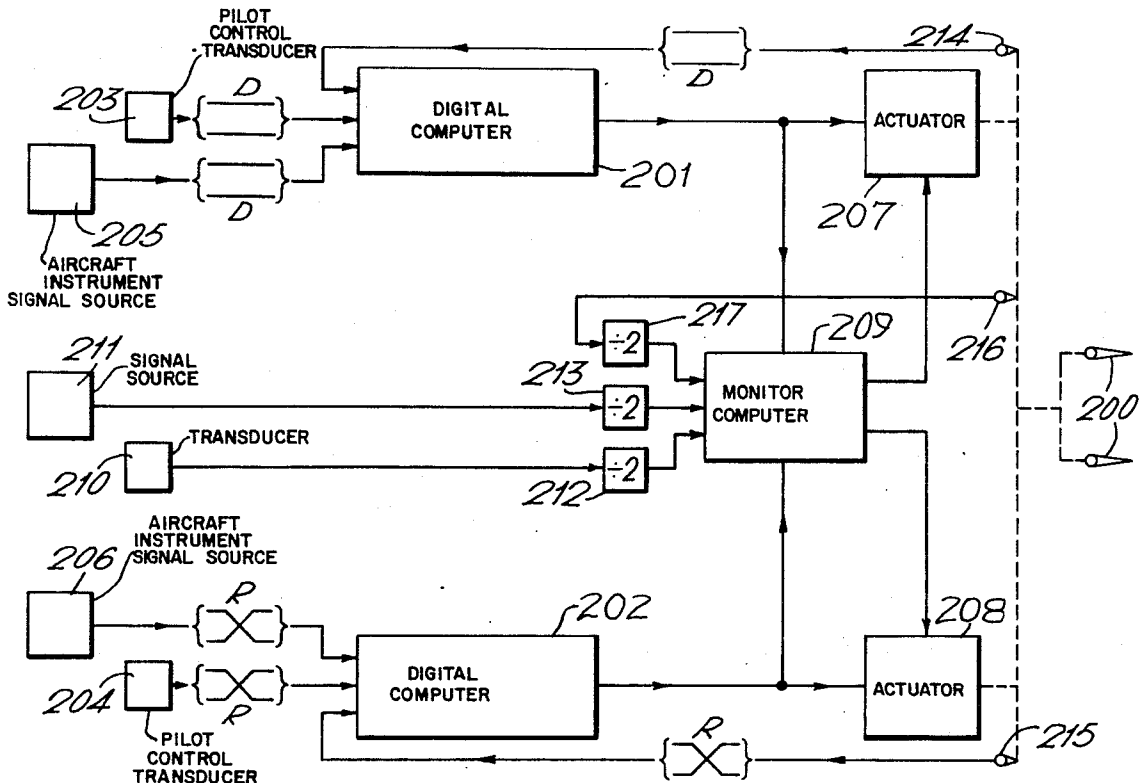 PILOT
CONTROL
TRANSDUCER
203
D
D
205
AIRCRAFT
INSTRUMENT
SIGNAL SOURCE
DIGITAL
COMPUTER
201
D
214
ACTUATOR
207
211
SIGNAL
SOURCE
TRANSDUCER
210
217
÷2
213
÷2
÷2
212
209
MONITOR
COMPUTER
216
200
AIRCRAFT
INSTRUMENT
SIGNAL SOURCE
206
R
204
R
PILOT
CONTROL
TRANSDUCER
202
DIGITAL
COMPUTER
R
208
ACTUATOR
215